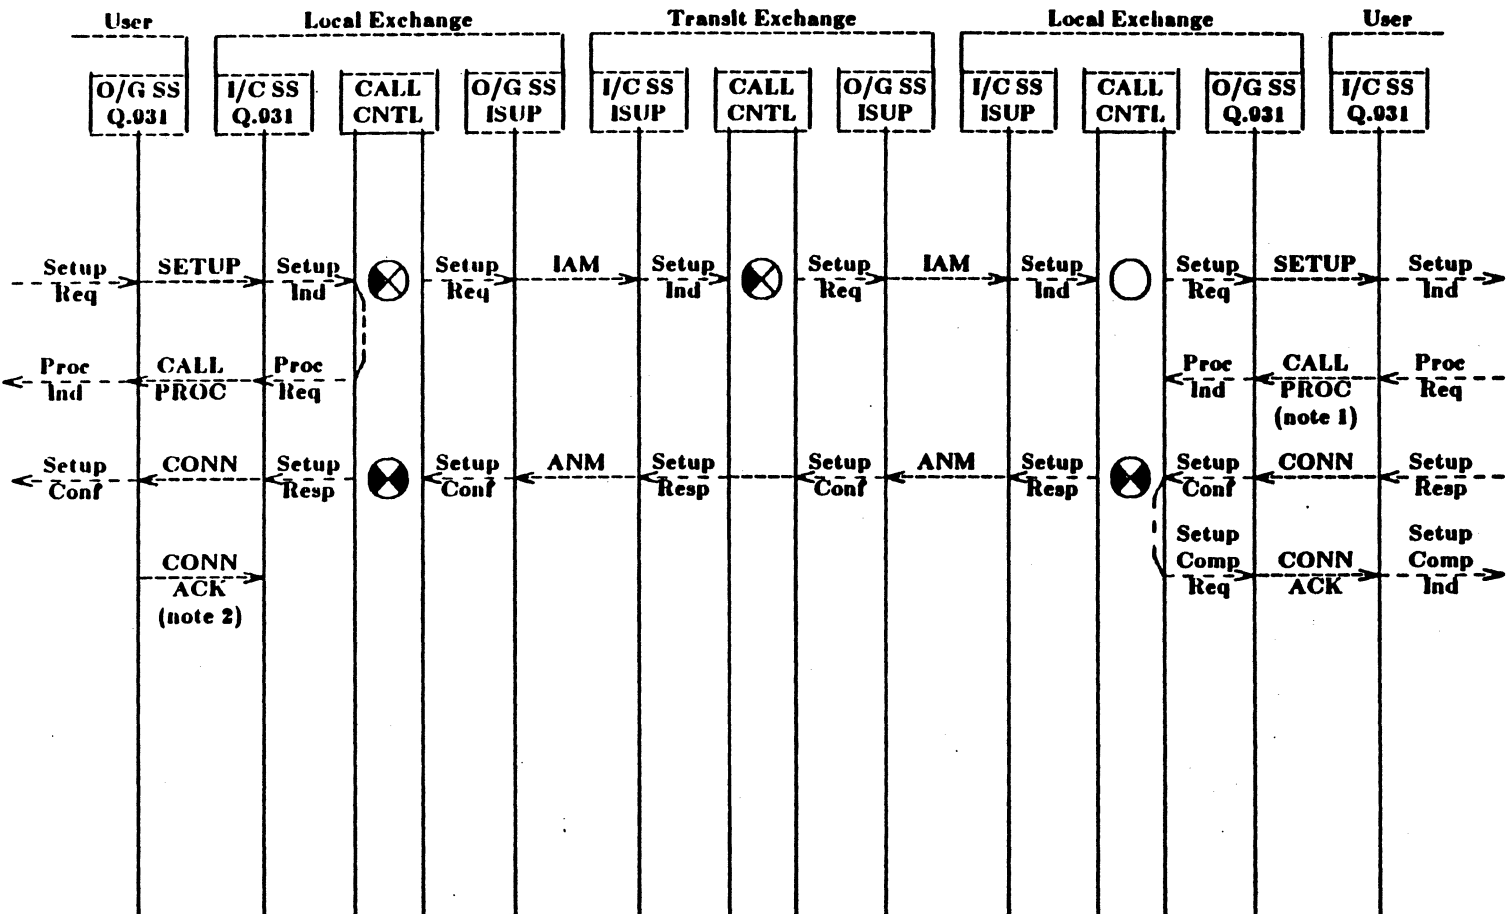 User Local Exchange Transit Exchange Local Exchange User
O/G SS I/C SS CALL O/G SS I/C SS CALL O/G SS I/C SS CALL O/G SS I/C SS
Q.931 Q.931 CNTL ISUP ISUP CNTL ISUP ISUP CNTL Q.931 Q.931
Setup SETUP Setup Setup IAM Setup Setup IAM Setup Setup SETUP Setup
Req Ind Req Ind Req Ind Req Ind
Proc CALL Proc Proc CALL Proc
Ind PROC Req Ind PROC Req
(note 1)
Setup CONN Setup Setup ANM Setup Setup ANM Setup Setup CONN Setup
Conf Resp Conf Resp Conf Resp Conf Resp
Setup Setup
CONN Comp CONN Comp
ACK Req ACK Ind
(note 2)